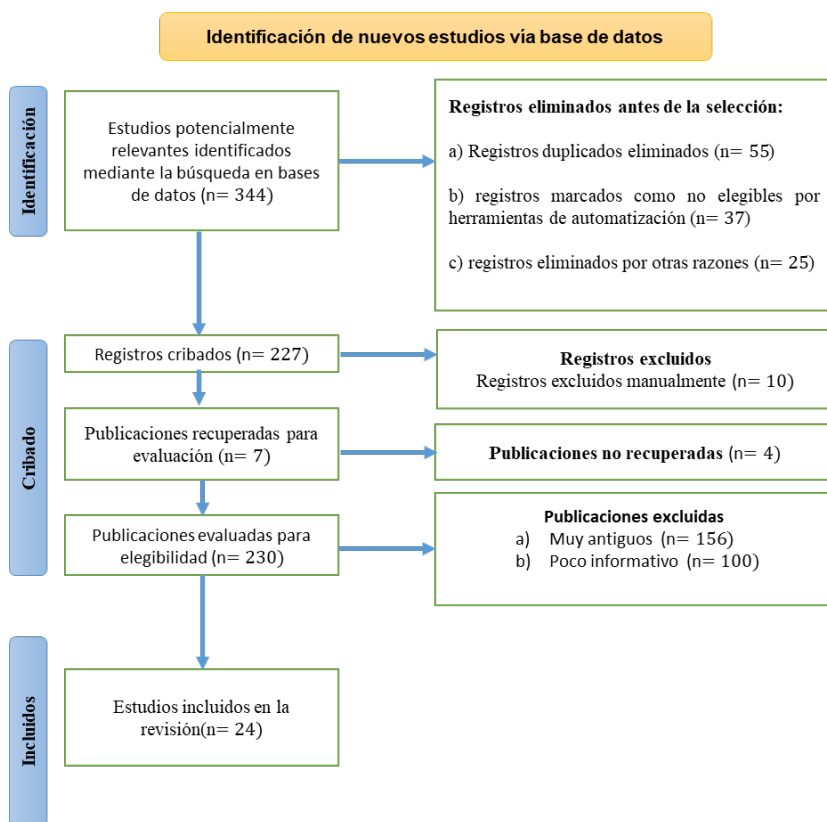 Identificación de nuevos estudios vía base de datos
Identificación
Estudios potencialmente
relevantes identificados
mediante la búsqueda en bases
de datos (n= 344)
Registros eliminados antes de la selección:
a) Registros duplicados eliminados (n= 55)
b) registros marcados como no elegibles por
herramientas de automatización (n= 37)
c) registros eliminados por otras razones (n= 25)
Cribado
Registros cribados (n= 227)
Registros excluidos
Registros excluidos manualmente (n= 10)
Publicaciones recuperadas para
evaluación (n= 7)
Publicaciones no recuperadas (n= 4)
Publicaciones evaluadas para
elegibilidad (n= 230)
Publicaciones excluidas
a) Muy antiguos (n= 156)
b) Poco informativo (n= 100)
Incluidos
Estudios incluidos en la
revisión(n= 24)